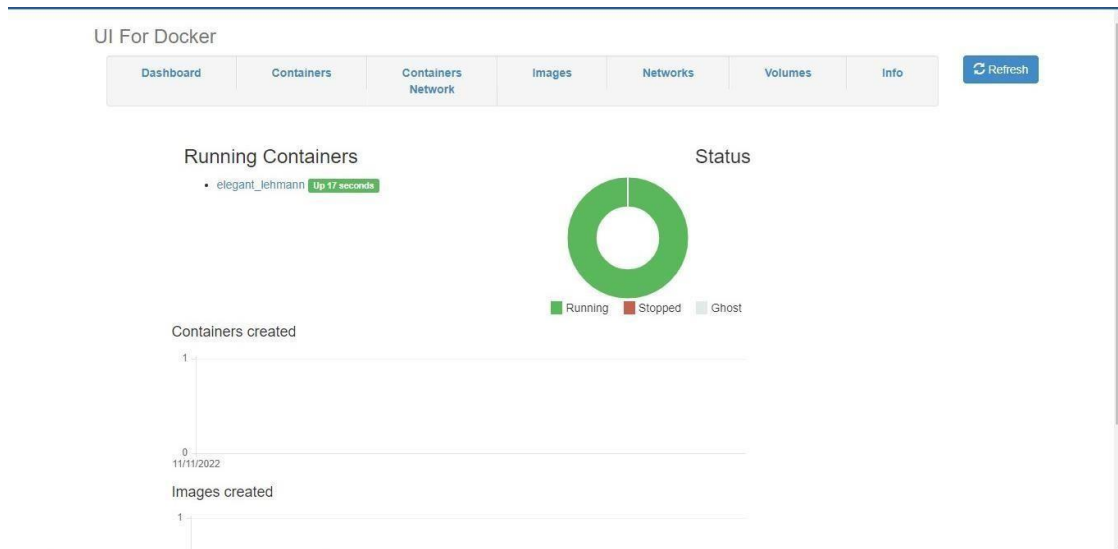 UI For Docker
Dashboard
Containers
Containers
Network
Images
Networks
Volumes
Info
Refresh
Running Containers
elegant_lehmann Up 17 seconds
Status
Running Stopped Ghost
Containers created
1
0
11/11/2022
Images created
1